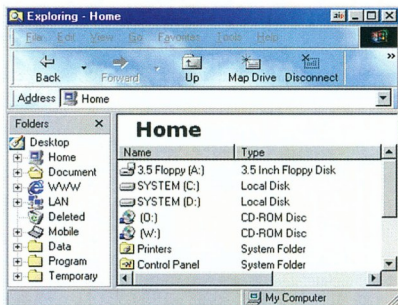 Exploring - Home
File Edit View Go Favorites Tools Help
Back Forward Up Map Drive Disconnect »
Address Home
Folders ×
Home
Name Type
Desktop
Home
Document
WWW
LAN
Deleted
Mobile
Data
Program
Temporary
3.5 Floppy (A:) 3.5 Inch Floppy Disk
SYSTEM (C:) Local Disk
SYSTEM (D:) Local Disk
(O:) CD-ROM Disc
(W:) CD-ROM Disc
Printers System Folder
Control Panel System Folder
My Computer